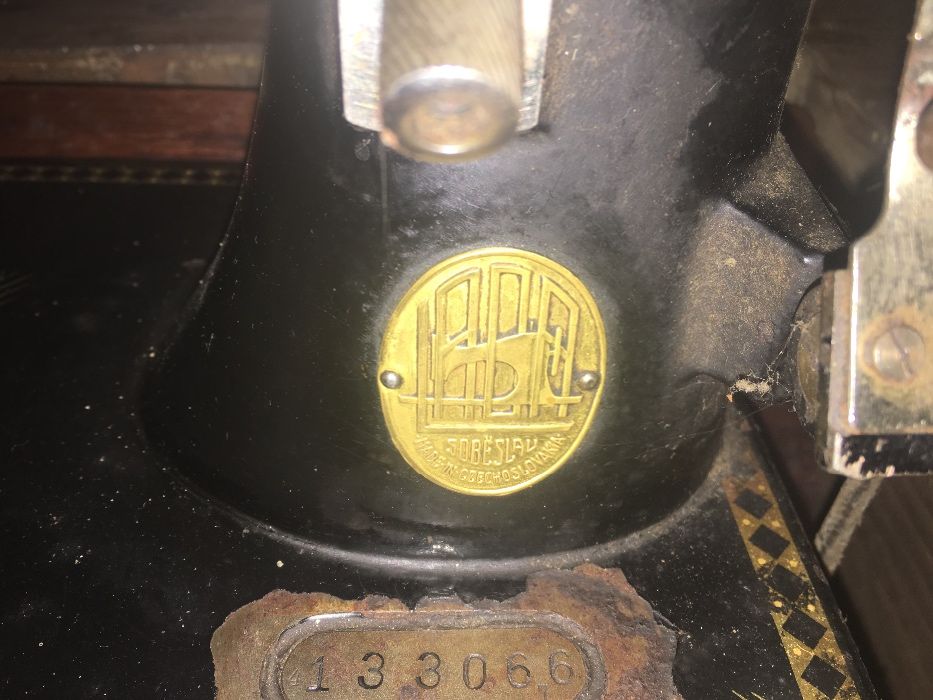 LADA
SOBĚSLAV
MADE IN CZECHOSLOVAKIA
133066